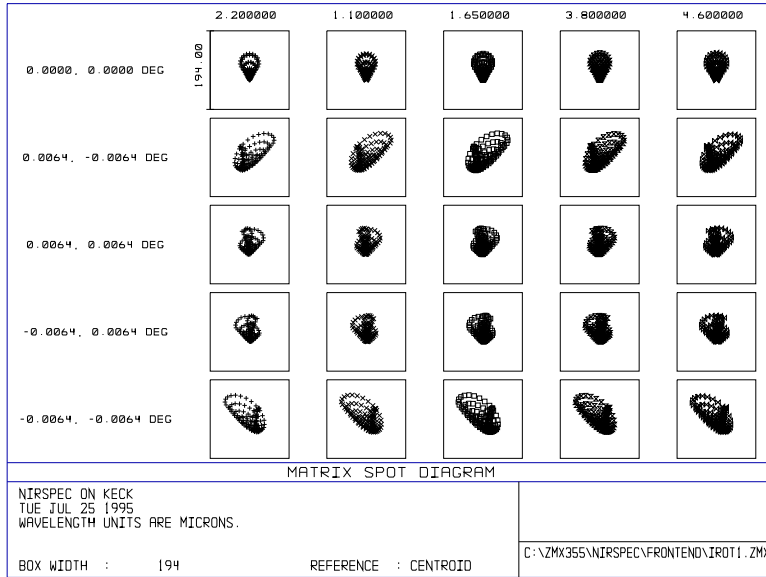 2.200000 1.100000 1.650000 3.800000 4.600000
194.00
0.0000, 0.0000 DEG
0.0064, -0.0064 DEG
0.0064, 0.0064 DEG
-0.0064, 0.0064 DEG
-0.0064, -0.0064 DEG
MATRIX SPOT DIAGRAM
NIRSPEC ON KECK
TUE JUL 25 1995
WAVELENGTH UNITS ARE MICRONS.
BOX WIDTH : 194 REFERENCE : CENTROID
C:\ZMX355\NIRSPEC\FRONTEND\IROT1.ZMX